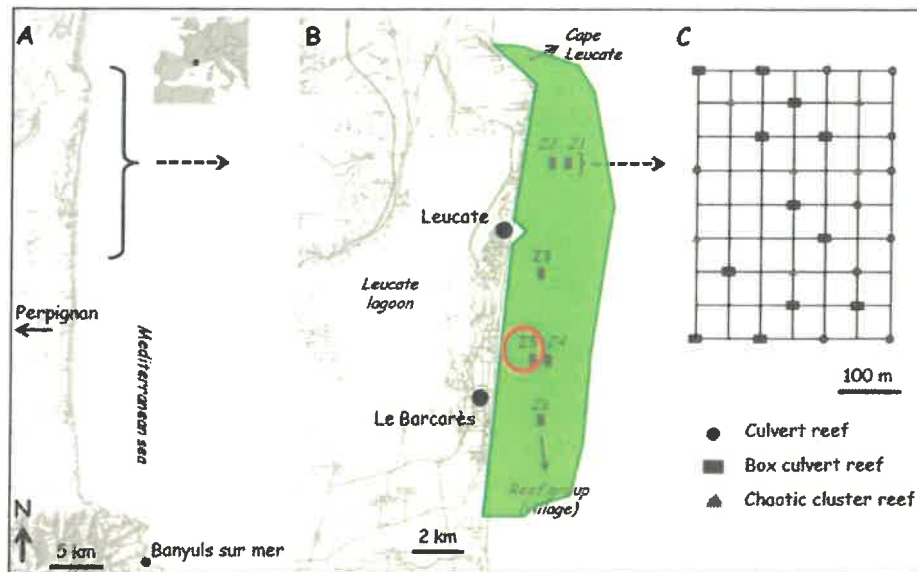 A
B
C
Cape
Leucate
Z2 Z1
Leucate
Z3
Leucate
lagoon
Perpignan
Mediterranean sea
Z5 Z4
Le Barcarès
100 m
Culvert reef
Box culvert reef
Chaotic cluster reef
Reef group
(village)
N
5 km
Banyuls sur mer
2 km